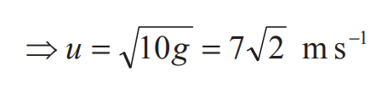 ⇒ u = √10g = 7√2 m s⁻¹